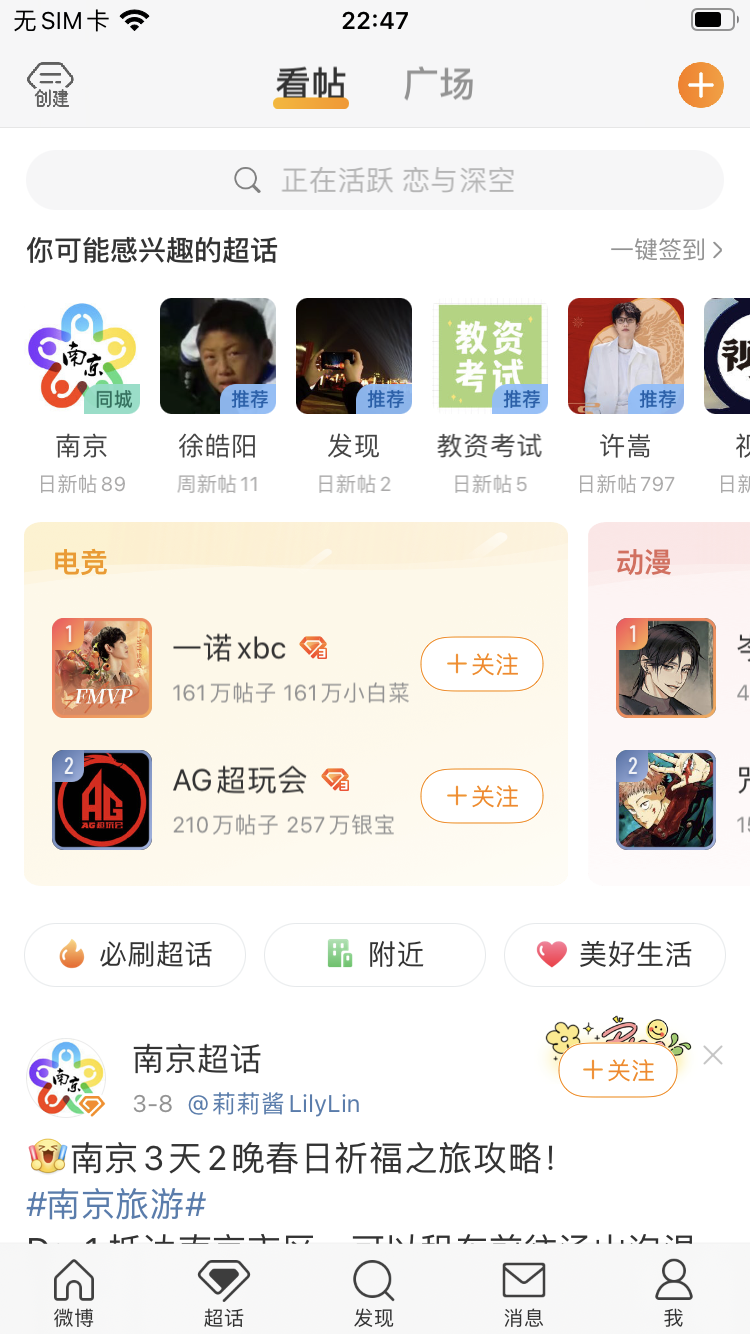 无SIM卡
22:47
创建
看帖
广场
正在活跃 恋与深空
你可能感兴趣的超话
一键签到
南京
同城
推荐
推荐
教资
考试
推荐
推荐
南京
徐皓阳
发现
教资考试
许嵩
日新帖89
周新帖11
日新帖2
日新帖5
日新帖797
日新
电竞
动漫
1
FMVP
一诺xbc
161万帖子 161万小白菜
+关注
1
2
AG
AG超玩会
AG超玩会
210万帖子 257万银宝
+关注
2
必刷超话
附近
美好生活
南京
南京超话
3-8 @莉莉酱LilyLin
+关注
南京3天2晚春日祈福之旅攻略!
#南京旅游#
微博
超话
发现
消息
我